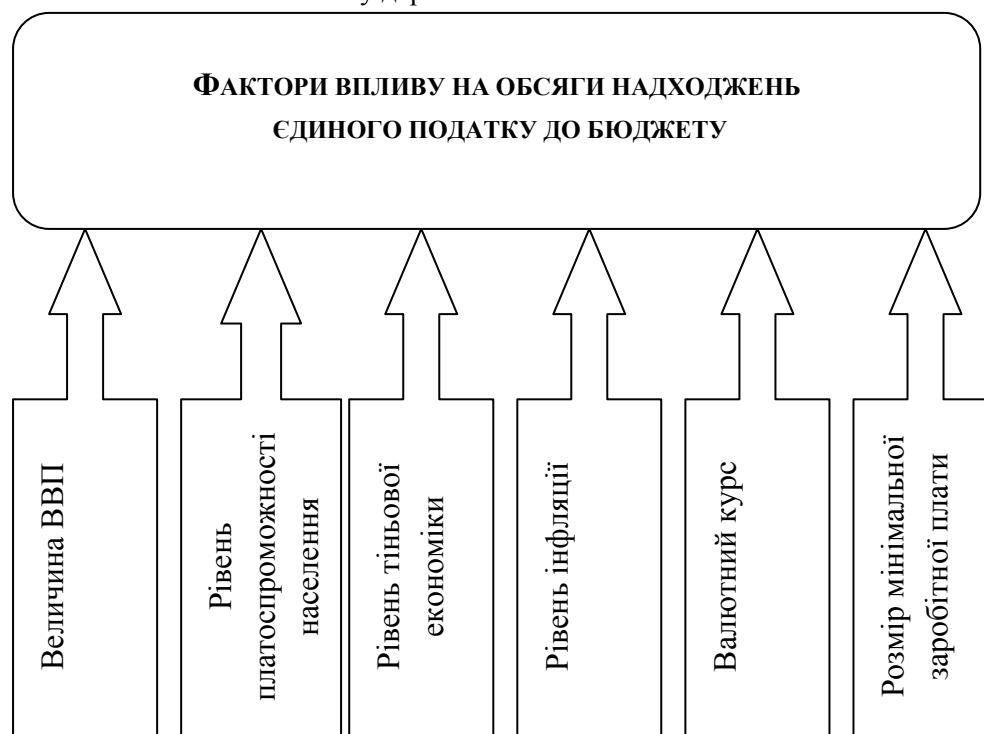 ФАКТОРИ ВПЛИВУ НА ОБСЯГИ НАДХОДЖЕНЬ
ЄДИНОГО ПОДАТКУ ДО БЮДЖЕТУ
Величина ВВП
Рівень
платоспроможності
населення
Рівень тіньової
економіки
Рівень інфляції
Валютний курс
Розмір мінімальної
заробітної плати